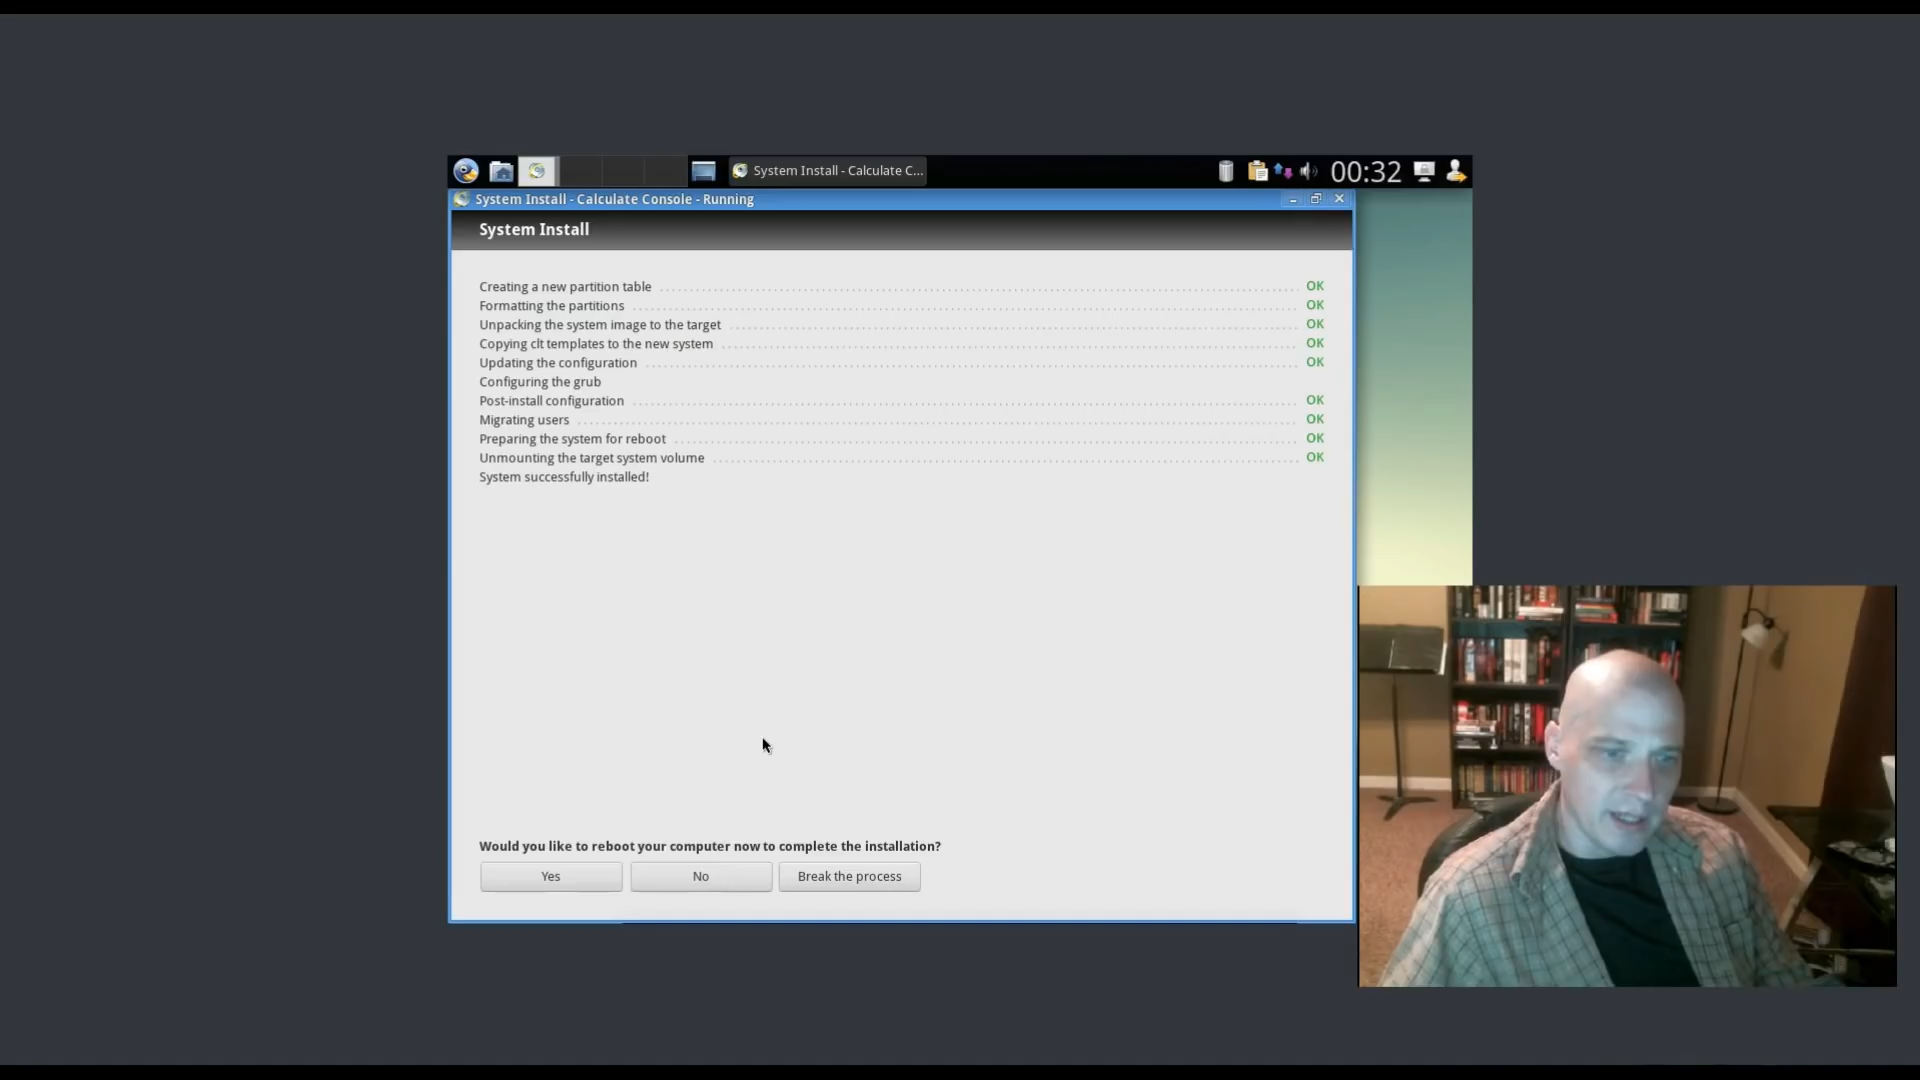 System Install - Calculate C...
00:32
System Install - Calculate Console - Running
System Install
Creating a new partition table OK
Formatting the partitions OK
Unpacking the system image to the target OK
Copying clt templates to the new system OK
Updating the configuration OK
Configuring the grub
Post-install configuration OK
Migrating users OK
Preparing the system for reboot OK
Unmounting the target system volume OK
System successfully installed!
Would you like to reboot your computer now to complete the installation?
Yes No Break the process